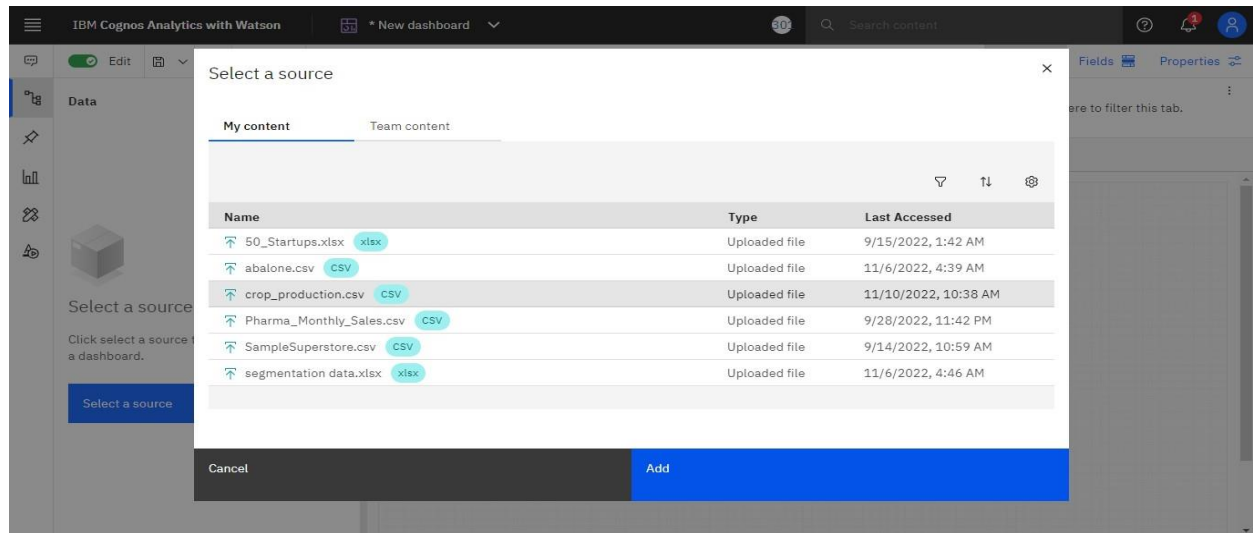 IBM Cognos Analytics with Watson
* New dashboard
Search content
1
Edit
Fields
Properties
Data
ere to filter this tab.
Select a source
Click select a source
a dashboard.
Select a source
Select a source
My content
Team content
Name Type Last Accessed
50_Startups.xlsx xlsx Uploaded file 9/15/2022, 1:42 AM
abalone.csv CSV Uploaded file 11/6/2022, 4:39 AM
crop_production.csv CSV Uploaded file 11/10/2022, 10:38 AM
Pharma_Monthly_Sales.csv CSV Uploaded file 9/28/2022, 11:42 PM
SampleSuperstore.csv CSV Uploaded file 9/14/2022, 10:59 AM
segmentation data.xlsx xlsx Uploaded file 11/6/2022, 4:46 AM
Cancel
Add